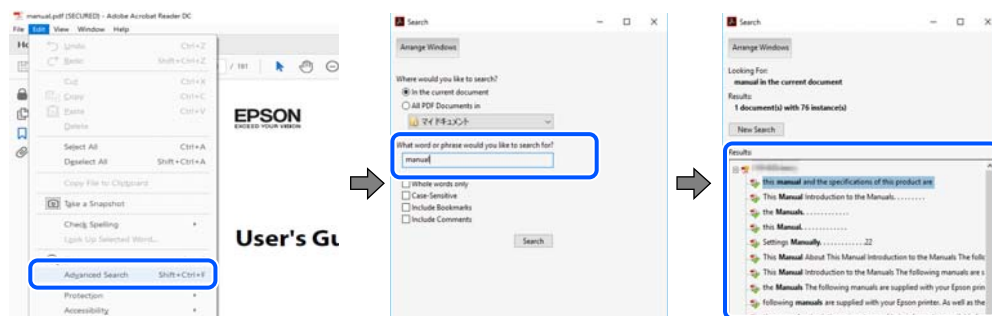 manual.pdf (SECURED) - Adobe Acrobat Reader DC
File Edit View Window Help
Undo Ctrl+Z
Redo Shift+Ctrl+Z
Cut Ctrl+X
Copy Ctrl+C
Paste Ctrl+V
Delete
Select All Ctrl+A
Deselect All Shift+Ctrl+A
Copy File to Clipboard
Take a Snapshot
Check Spelling
Look Up Selected Word...
Advanced Search Shift+Ctrl+F
Protection
Accessibility
/ 191
EPSON
EXCEED YOUR VISION
User's Gu
Search
Arrange Windows
Where would you like to search?
In the current document
All PDF Documents in
マイ ドキュメント
What word or phrase would you like to search for?
manual
Whole words only
Case-Sensitive
Include Bookmarks
Include Comments
Search
Search
Arrange Windows
Looking For:
manual in the current document
Results:
1 document(s) with 76 instance(s)
New Search
Results:
this manual and the specifications of this product are
This Manual Introduction to the Manuals. . . . . . . . .
the Manuals. . . . . . . . . . . . .
this Manual. . . . . . . . . . . . .
Settings Manually. . . . . . . . . . . . .22
This Manual About This Manual Introduction to the Manuals The follo
This Manual Introduction to the Manuals The following manuals are s
the Manuals The following manuals are supplied with your Epson prin
following manuals are supplied with your Epson printer. As well as the